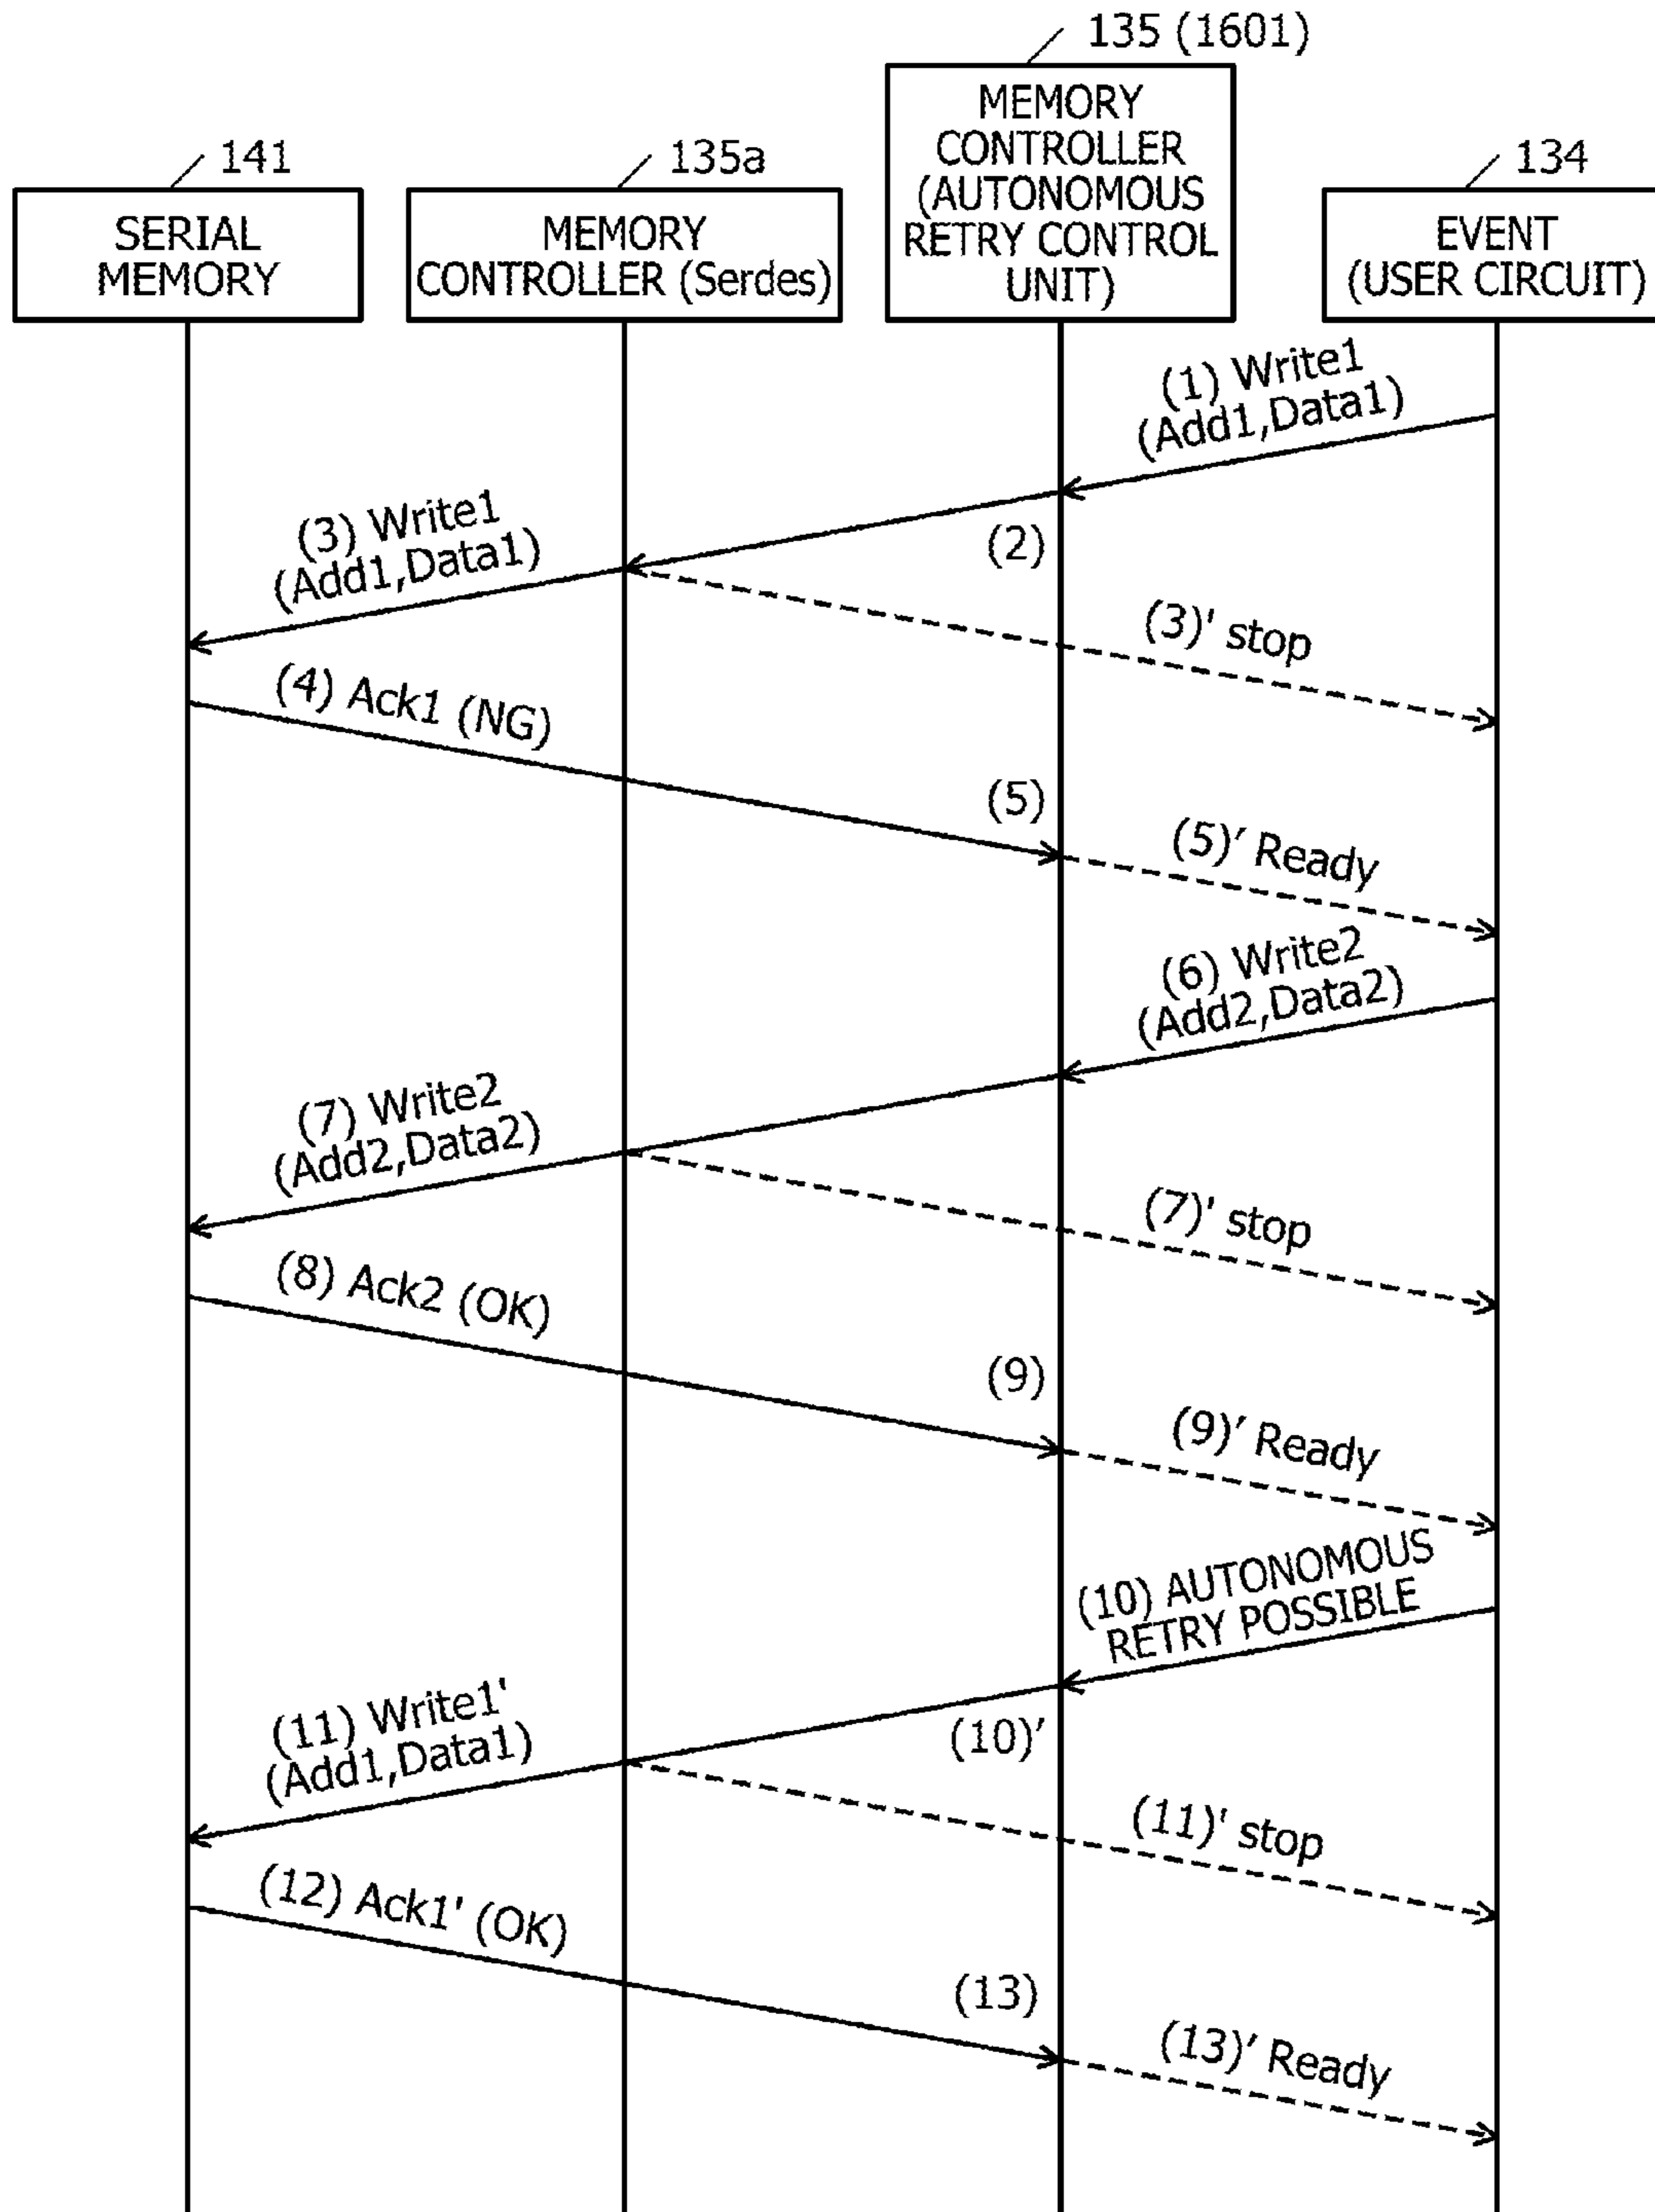 135 (1601)
141
135a
134
SERIAL
MEMORY
MEMORY
CONTROLLER (Serdes)
MEMORY
CONTROLLER
(AUTONOMOUS
RETRY CONTROL
UNIT)
EVENT
(USER CIRCUIT)
(1) Write1
(Add1,Data1)
(2)
(3) Write1
(Add1,Data1)
(3)' stop
(4) Ack1 (NG)
(5)
(5)' Ready
(6) Write2
(Add2,Data2)
(7) Write2
(Add2,Data2)
(7)' stop
(8) Ack2 (OK)
(9)
(9)' Ready
(10) AUTONOMOUS
RETRY POSSIBLE
(10)'
(11) Write1'
(Add1,Data1)
(11)' stop
(12) Ack1' (OK)
(13)
(13)' Ready